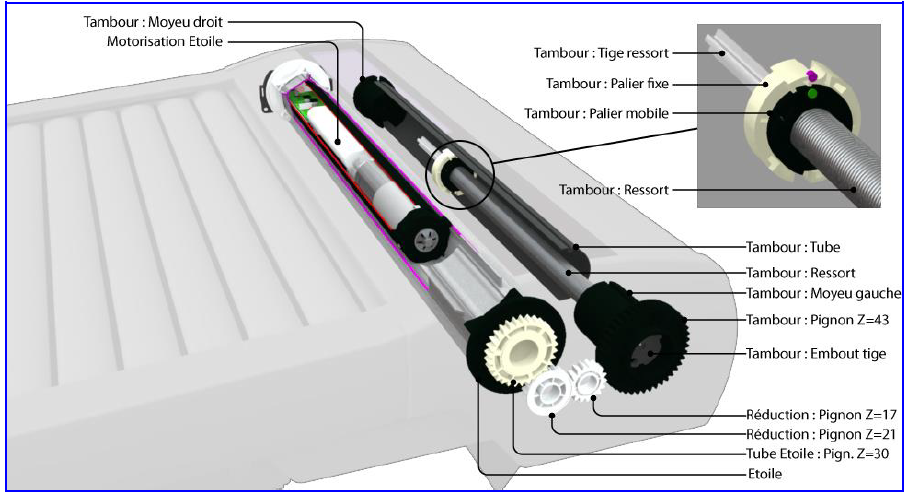 Tambour : Moyeu droit
Motorisation Etoile
Tambour : Tige ressort
Tambour : Palier fixe
Tambour : Palier mobile
Tambour : Ressort
Tambour : Tube
Tambour : Ressort
Tambour : Moyeu gauche
Tambour : Pignon Z=43
Tambour : Embout tige
Réduction : Pignon Z=17
Réduction : Pignon Z=21
Tube Etoile : Pign. Z=30
Etoile